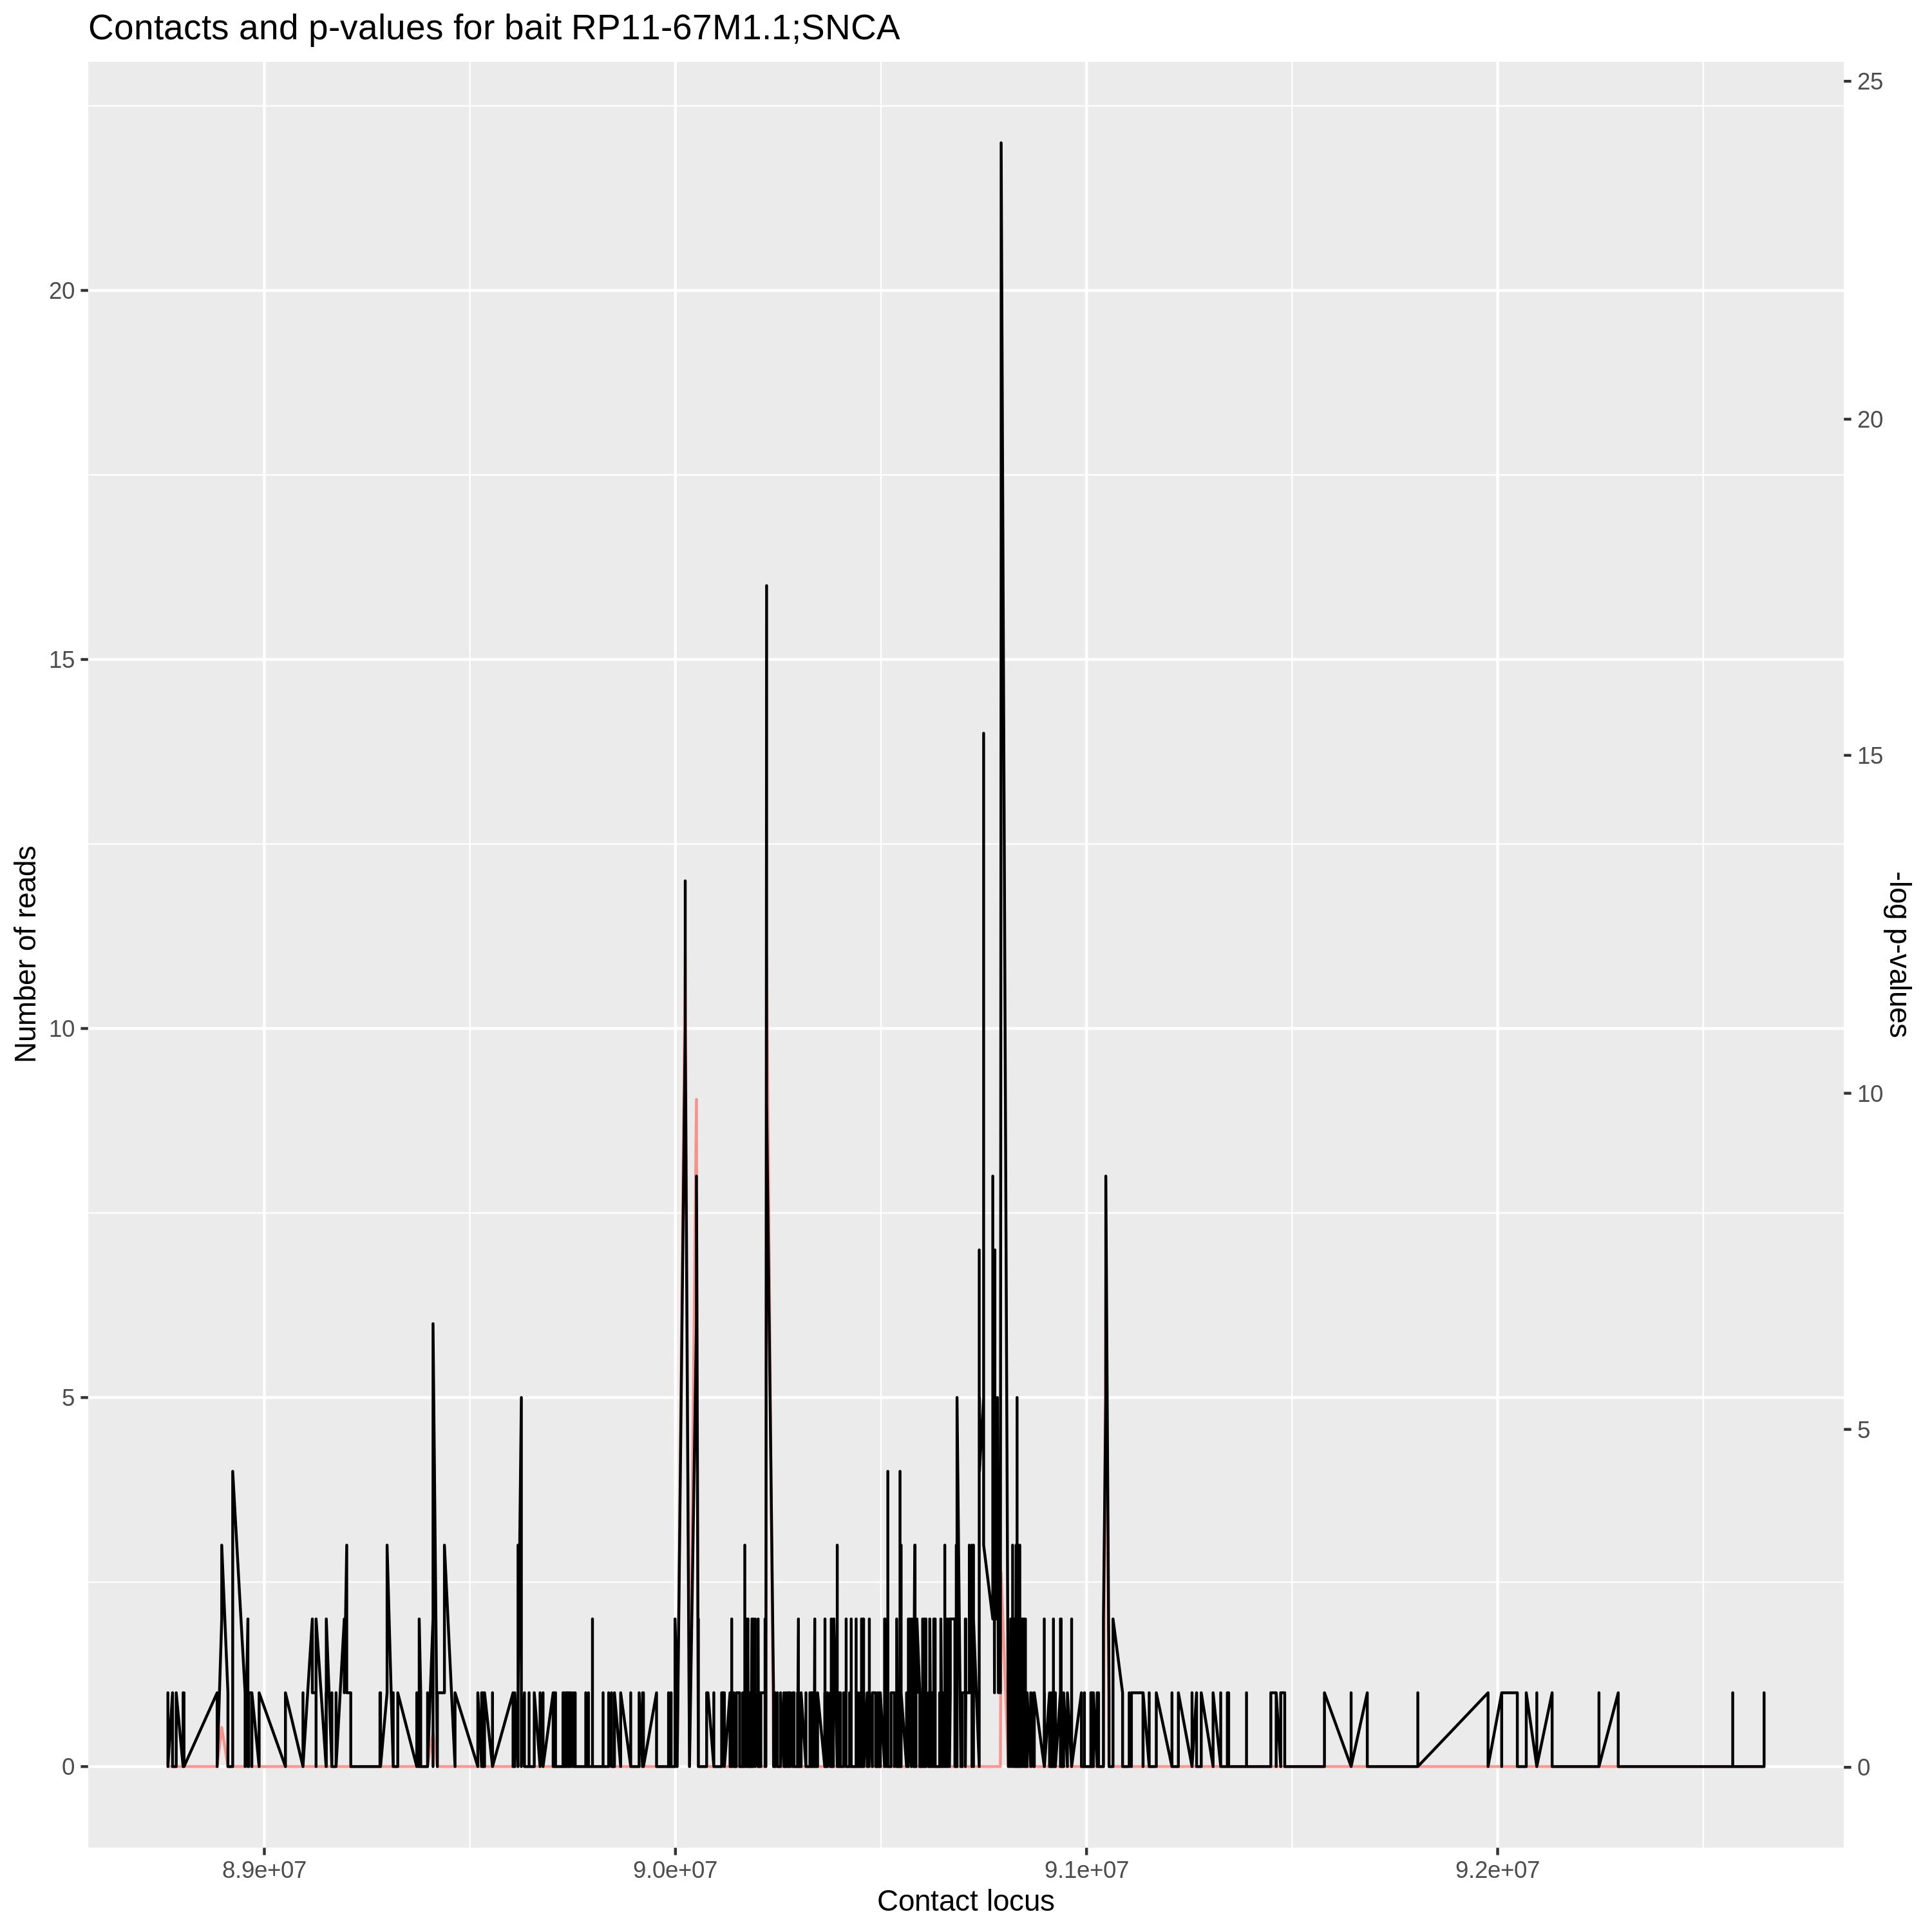 Contacts and p-values for bait RP11-67M1.1;SNCA
Number of reads
20
15
10
5
0
25
20
15
10
5
0
-log p-values
8.9e+07
9.0e+07
9.1e+07
9.2e+07
Contact locus